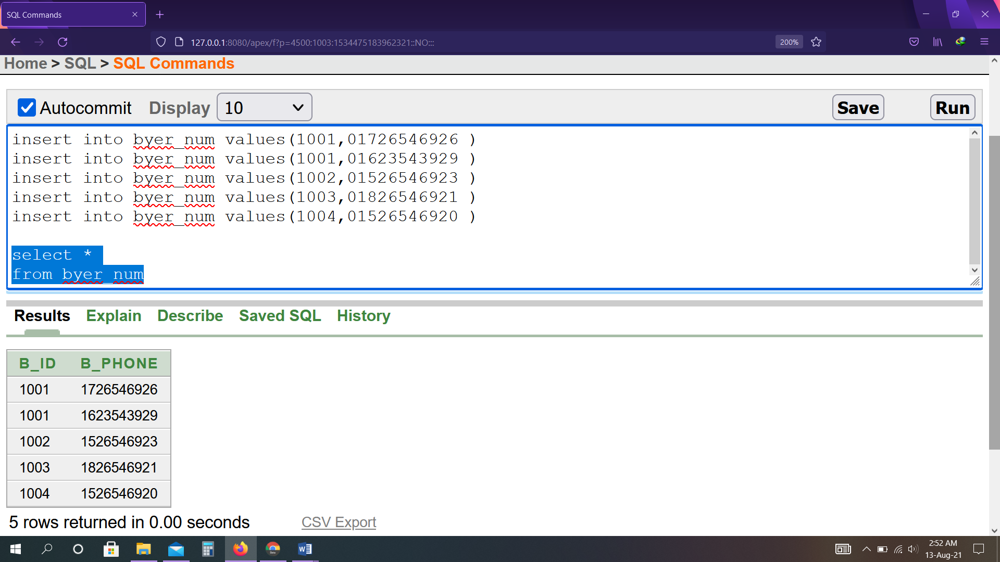 SQL Commands
127.0.0.1:8080/apex/f?p=4500:1003:1534475183962321::NO:::
200%
Home > SQL > SQL Commands
Autocommit Display 10 Save Run
insert into byer_num values(1001,01726546926 )
insert into byer_num values(1001,01623543929 )
insert into byer_num values(1002,01526546923 )
insert into byer_num values(1003,01826546921 )
insert into byer_num values(1004,01526546920 )
select *
from byer_num
Results Explain Describe Saved SQL History
B_ID B_PHONE
1001 1726546926
1001 1623543929
1002 1526546923
1003 1826546921
1004 1526546920
5 rows returned in 0.00 seconds CSV Export
2:52 AM
13-Aug-21